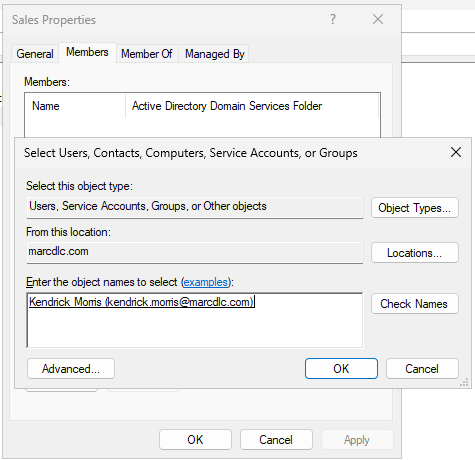 Sales Properties
General
Members
Member Of
Managed By
Members:
Name
Active Directory Domain Services Folder
Select Users, Contacts, Computers, Service Accounts, or Groups
Select this object type:
Users, Service Accounts, Groups, or Other objects
Object Types...
From this location:
marcdlc.com
Locations...
Enter the object names to select (examples):
Kendrick Morris (kendrick.morris@marcdlc.com)
Check Names
Advanced...
OK
Cancel
OK
Cancel
Apply